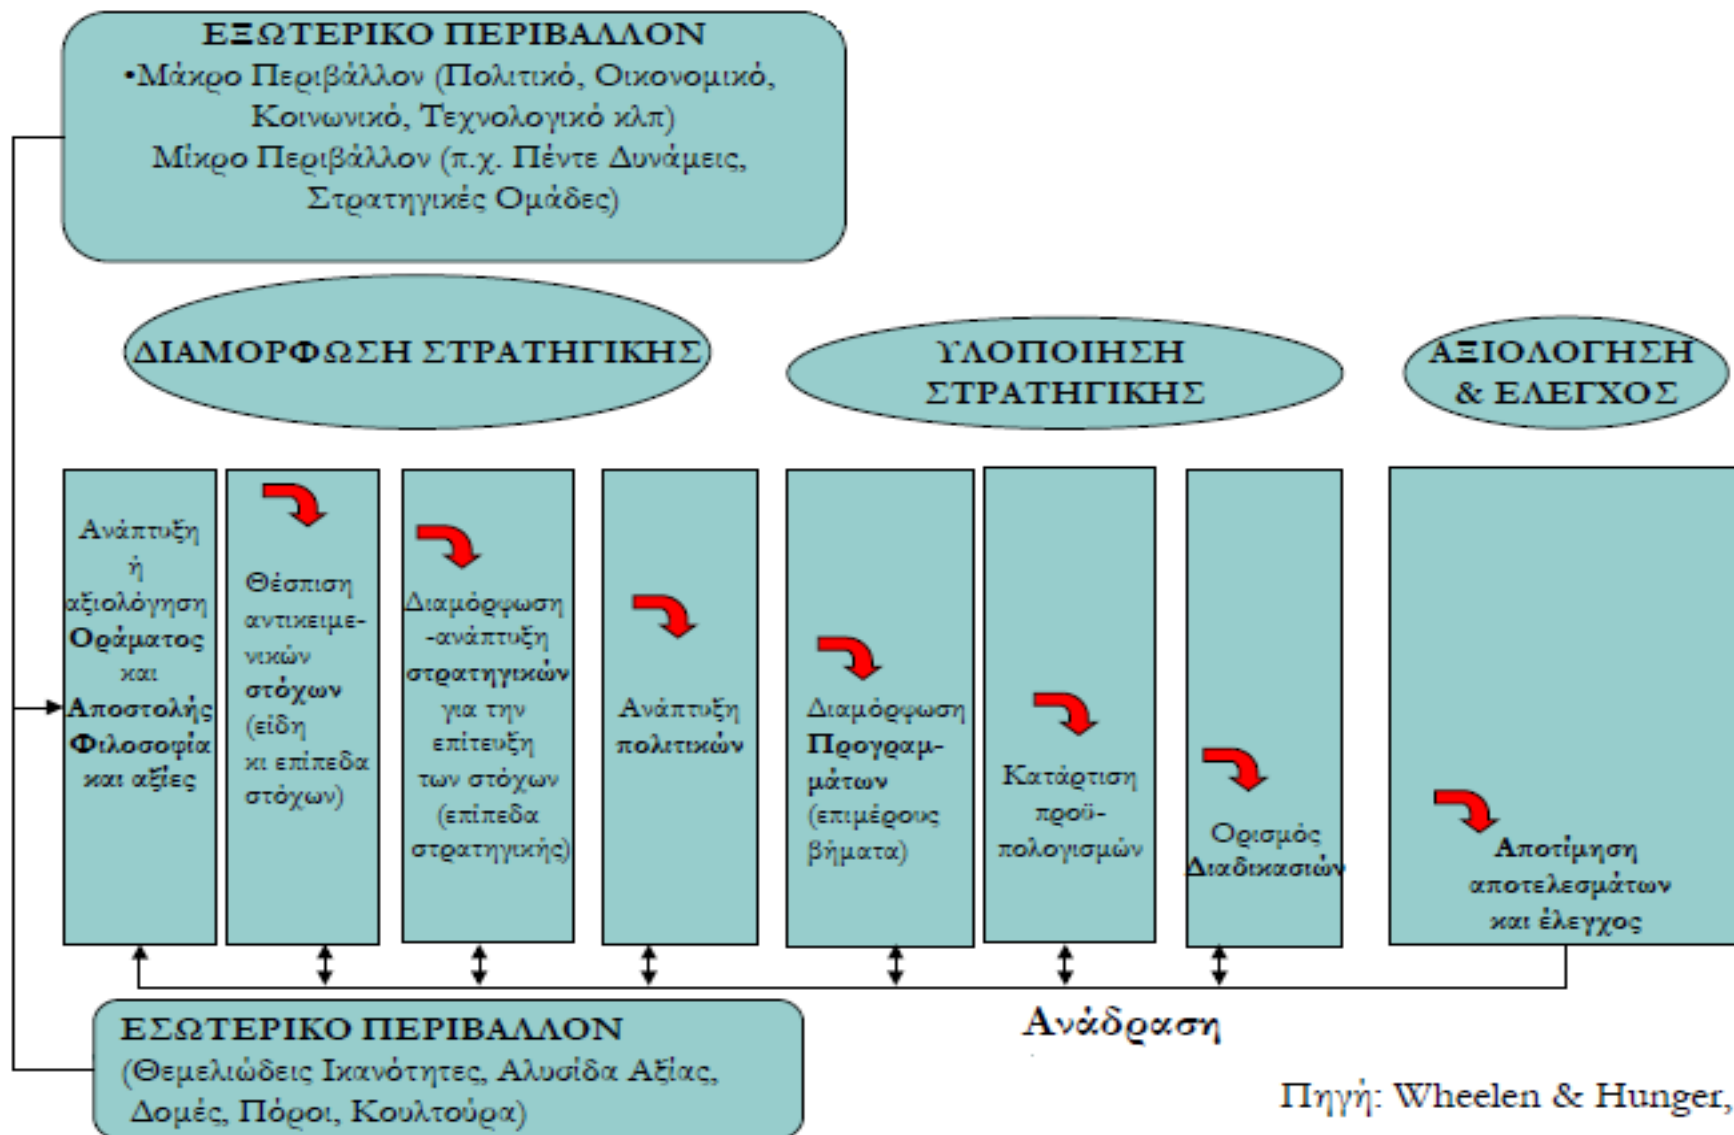 ΕΞΩΤΕΡΙΚΟ ΠΕΡΙΒΑΛΛΟΝ
•Μάκρο Περιβάλλον (Πολιτικό, Οικονομικό,
Κοινωνικό, Τεχνολογικό κλπ)
Μίκρο Περιβάλλον (π.χ. Πέντε Δυνάμεις,
Στρατηγικές Ομάδες)
ΔΙΑΜΟΡΦΩΣΗ ΣΤΡΑΤΗΓΙΚΗΣ
ΥΛΟΠΟΙΗΣΗ
ΣΤΡΑΤΗΓΙΚΗΣ
ΑΞΙΟΛΟΓΗΣΗ
& ΕΛΕΓΧΟΣ
Ανάπτυξη
ή
αξιολόγηση
Οράματος
και
Αποστολής
Φιλοσοφία
και αξίες
Θέσπιση
αντικειμε-
νικών
στόχων
(είδη
κι επίπεδα
στόχων)
Διαμόρφωση
-ανάπτυξη
στρατηγικών
για την
επίτευξη
των στόχων
(επίπεδα
στρατηγικής)
Ανάπτυξη
πολιτικών
Διαμόρφωση
Προγραμ-
μάτων
(επιμέρους
βήματα)
Κατάρτιση
προϋ-
πολογισμών
Ορισμός
Διαδικασιών
Αποτίμηση
αποτελεσμάτων
και έλεγχος
Ανάδραση
ΕΣΩΤΕΡΙΚΟ ΠΕΡΙΒΑΛΛΟΝ
(Θεμελιώδεις Ικανότητες, Αλυσίδα Αξίας,
Δομές, Πόροι, Κουλτούρα)
Πηγή: Wheelen & Hunger,